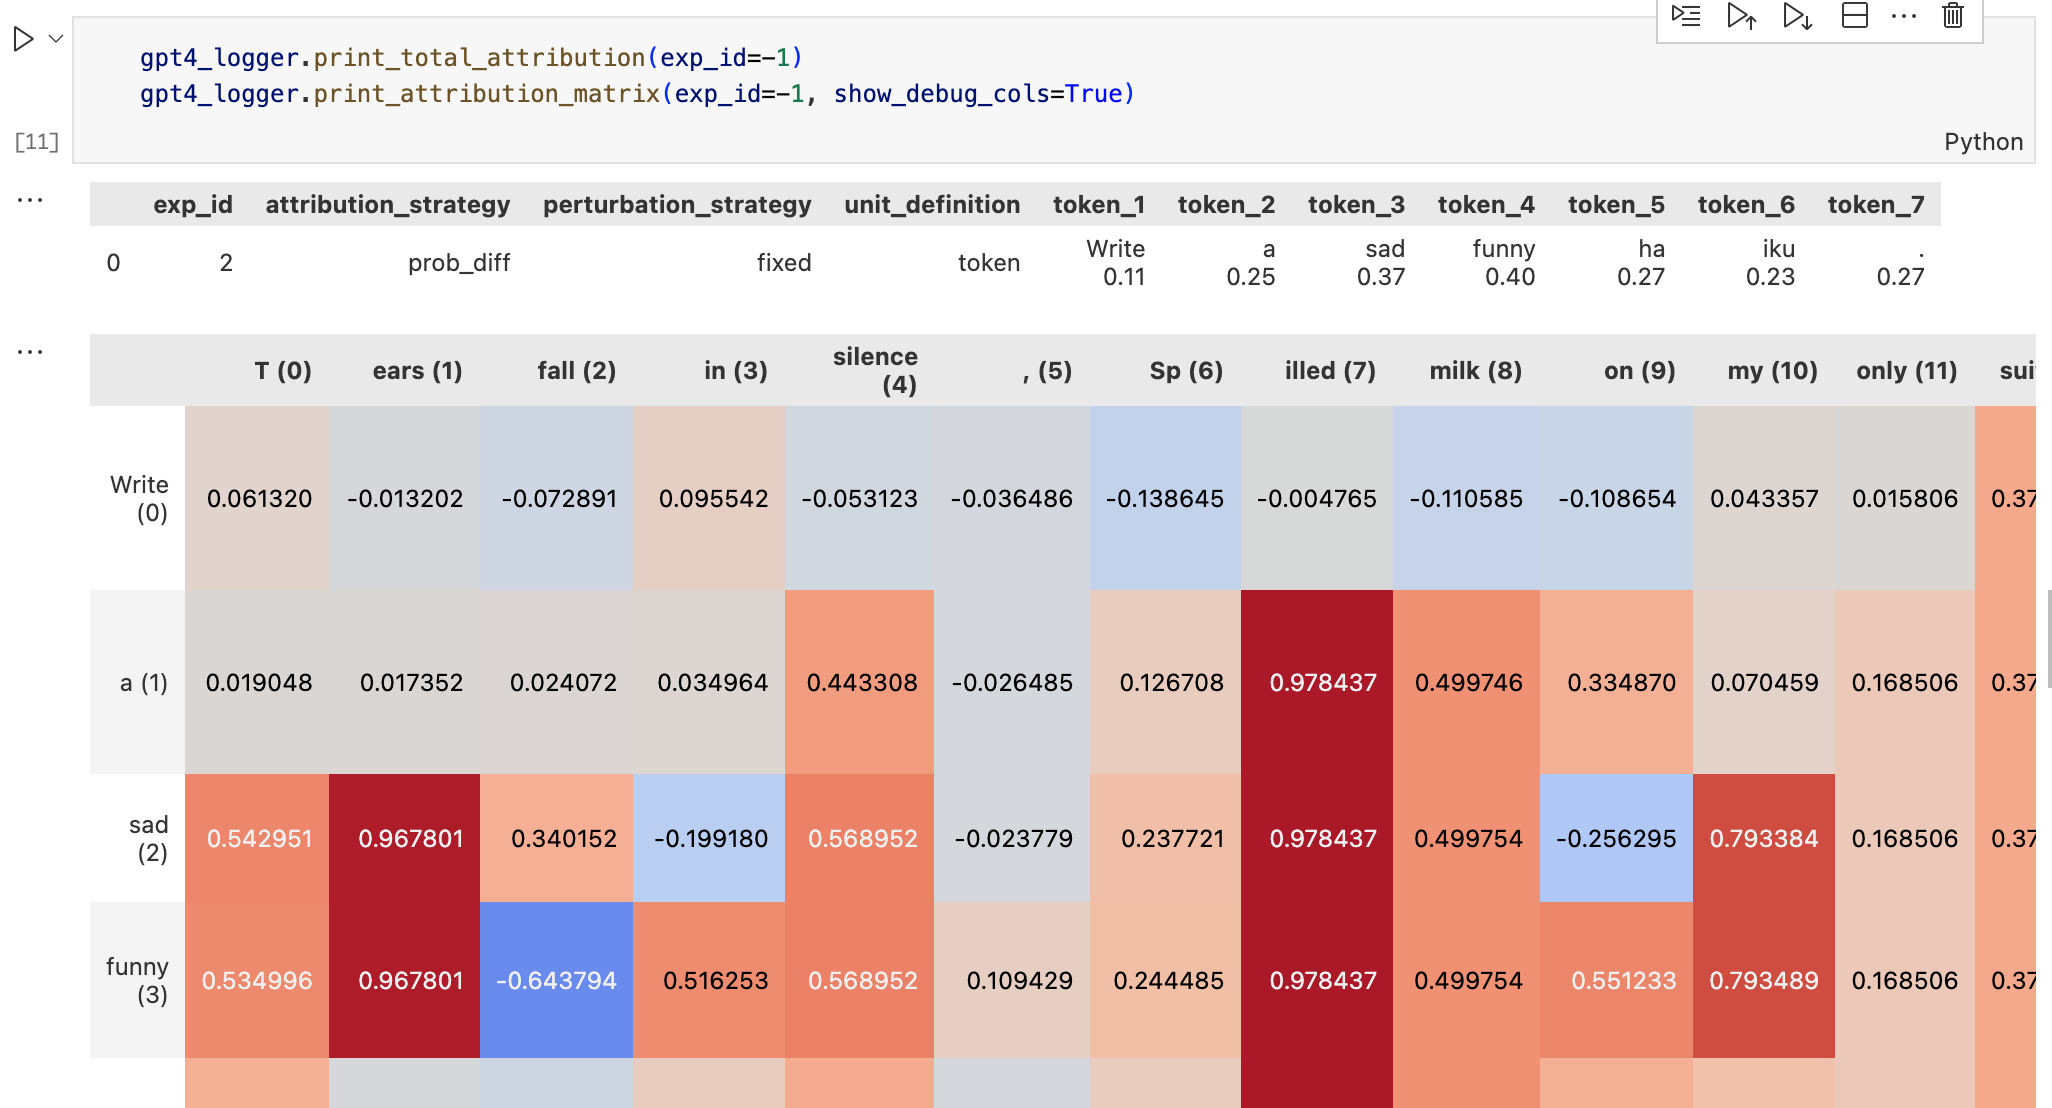 gpt4_logger.print_total_attribution(exp_id=-1)
gpt4_logger.print_attribution_matrix(exp_id=-1, show_debug_cols=True)
[11]
Python
exp_id attribution_strategy perturbation_strategy unit_definition token_1 token_2 token_3 token_4 token_5 token_6 token_7
0 2 prob_diff fixed token Write a sad funny ha iku .
0.11 0.25 0.37 0.40 0.27 0.23 0.27
T (0) ears (1) fall (2) in (3) silence (4) , (5) Sp (6) illed (7) milk (8) on (9) my (10) only (11) sui
Write (0) 0.061320 -0.013202 -0.072891 0.095542 -0.053123 -0.036486 -0.138645 -0.004765 -0.110585 -0.108654 0.043357 0.015806 0.37
a (1) 0.019048 0.017352 0.024072 0.034964 0.443308 -0.026485 0.126708 0.978437 0.499746 0.334870 0.070459 0.168506 0.37
sad (2) 0.542951 0.967801 0.340152 -0.199180 0.568952 -0.023779 0.237721 0.978437 0.499754 -0.256295 0.793384 0.168506 0.37
funny (3) 0.534996 0.967801 -0.643794 0.516253 0.568952 0.109429 0.244485 0.978437 0.499754 0.551233 0.793489 0.168506 0.37